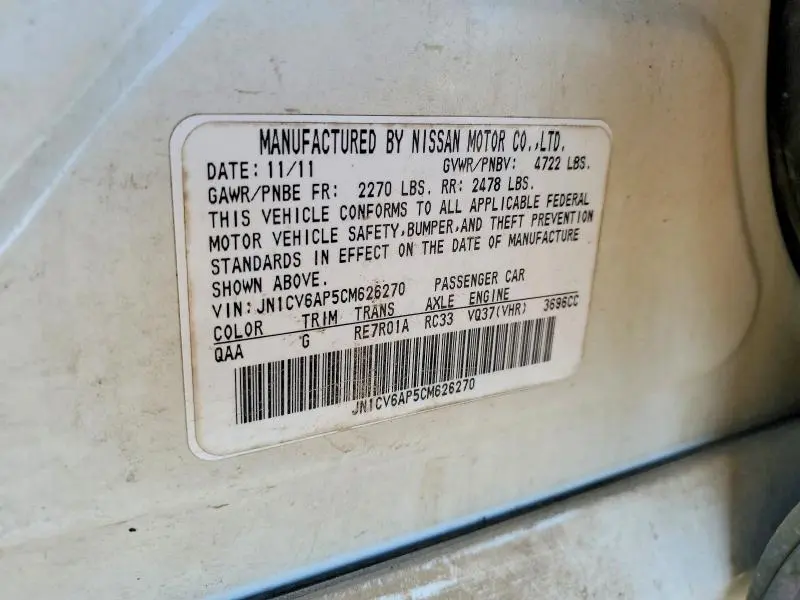 MANUFACTURED BY NISSAN MOTOR CO.,LTD.
DATE: 11/11 GVWR/PNBV: 4722 LBS.
GAWR/PNBE FR: 2270 LBS. RR: 2478 LBS.
THIS VEHICLE CONFORMS TO ALL APPLICABLE FEDERAL
MOTOR VEHICLE SAFETY,BUMPER,AND THEFT PREVENTION
STANDARDS IN EFFECT ON THE DATE OF MANUFACTURE
SHOWN ABOVE.
VIN: JN1CV6AP5CM626270 PASSENGER CAR
COLOR TRIM TRANS AXLE ENGINE
QAA G RE7R01A RC33 VQ37(VHR) 3696CC
JN1CV6AP5CM626270